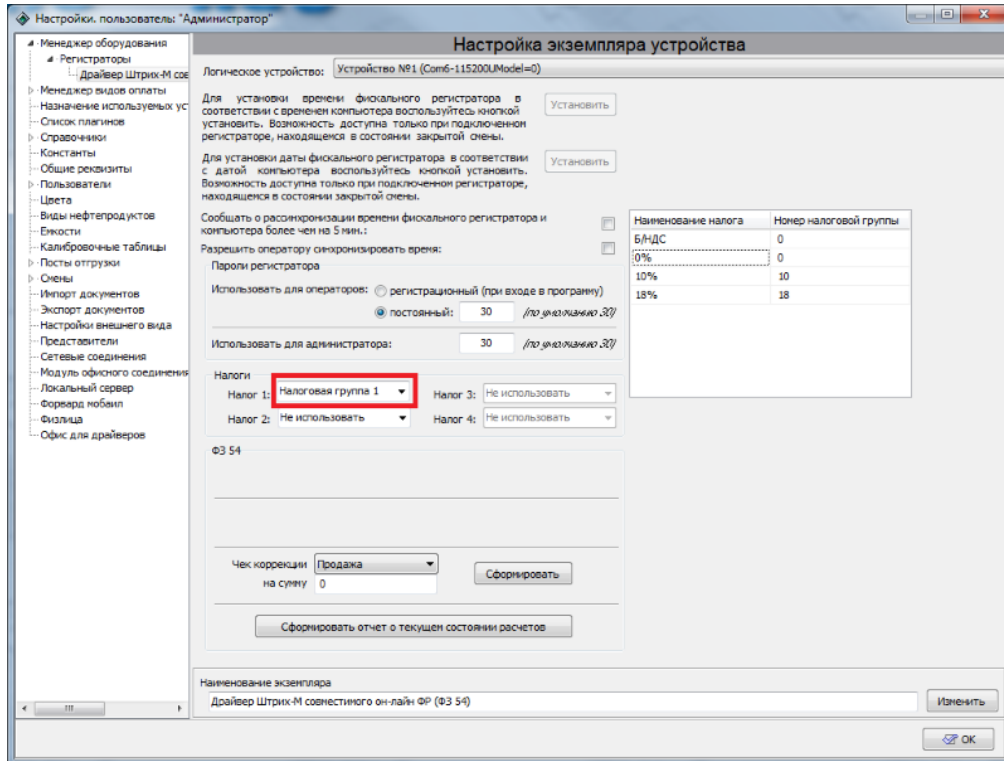 Настройки. пользователь: "Администратор"
Менеджер оборудования
Регистраторы
Драйвер Штрих-М сов
Менеджер видов оплаты
Назначение используемых ус
Список плагинов
Справочники
Константы
Общие реквизиты
Пользователи
Цвета
Виды нефтепродуктов
Емкости
Калибровочные таблицы
Посты отгрузки
Смены
Импорт документов
Экспорт документов
Настройки внешнего вида
Представители
Сетевые соединения
Модуль офисного соединения
Локальный сервер
Форвард мобаил
Физлица
Офис для драйверов
Настройка экземпляра устройства
Логическое устройство: Устройство №1 (Com6-115200UModel=0)
Для установки времени фискального регистратора в
соответствии с временем компьютера воспользуйтесь кнопкой
установить. Возможность доступна только при подключенном
регистраторе, находящемся в состоянии закрытой смены.
Установить
Для установки даты фискального регистратора в соответствии
с датой компьютера воспользуйтесь кнопкой установить.
Возможность доступна только при подключенном регистраторе,
находящемся в состоянии закрытой смены.
Установить
Сообщать о рассинхронизации времени фискального регистратора и
компьютера более чем на 5 мин.:
Разрешить оператору синхронизировать время:
Пароли регистратора
Использовать для операторов: регистрационный (при входе в программу)
постоянный: 30 /по умолчанию 30/
Использовать для администратора: 30 /по умолчанию 30/
Налоги
Налог 1: Налоговая группа 1 Налог 3: Не использовать
Налог 2: Не использовать Налог 4: Не использовать
ФЗ 54
Чек коррекции Продажа
на сумму 0
Сформировать
Сформировать отчет о текущем состоянии расчетов
Наименование налога Номер налоговой группы
Б/НДС 0
0% 0
10% 10
18% 18
Наименование экземпляра
Драйвер Штрих-М совместимого он-лайн ФР (ФЗ 54)
Изменить
OK